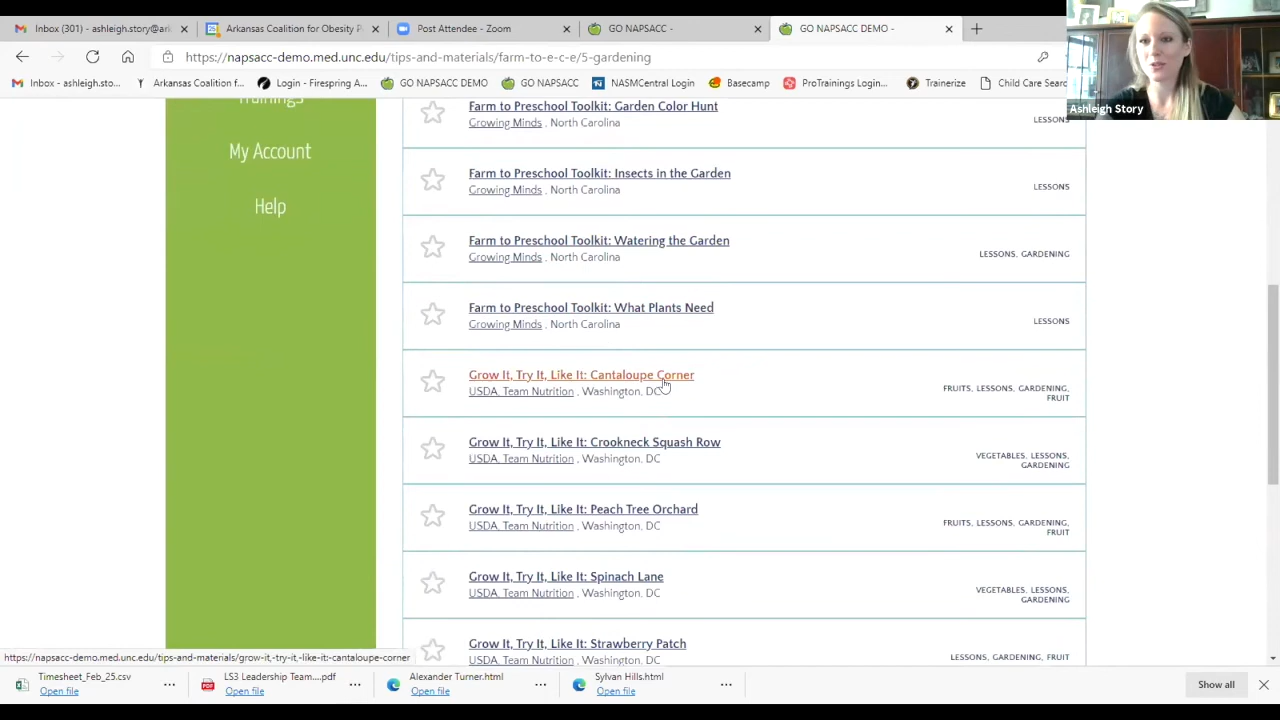 Inbox (301) - ashleigh.story@ark
Arkansas Coalition for Obesity P
Post Attendee - Zoom
GO NAPSACC -
GO NAPSACC DEMO -
https://napsacc-demo.med.unc.edu/tips-and-materials/farm-to-e-c-e/5-gardening
Inbox - ashleigh.sto...
Arkansas Coalition f...
Login - Firespring A...
GO NAPSACC DEMO
GO NAPSACC
NASMCentral Login
Basecamp
ProTrainings Login...
Trainerize
Child Care Searc
Ashleigh Story
Trainings
My Account
Help
Farm to Preschool Toolkit: Garden Color Hunt
Growing Minds , North Carolina
LESSONS
Farm to Preschool Toolkit: Insects in the Garden
Growing Minds , North Carolina
LESSONS
Farm to Preschool Toolkit: Watering the Garden
Growing Minds , North Carolina
LESSONS, GARDENING
Farm to Preschool Toolkit: What Plants Need
Growing Minds , North Carolina
LESSONS
Grow It, Try It, Like It: Cantaloupe Corner
USDA, Team Nutrition , Washington, DC
FRUITS, LESSONS, GARDENING,
FRUIT
Grow It, Try It, Like It: Crookneck Squash Row
USDA, Team Nutrition , Washington, DC
VEGETABLES, LESSONS,
GARDENING
Grow It, Try It, Like It: Peach Tree Orchard
USDA, Team Nutrition , Washington, DC
FRUITS, LESSONS, GARDENING,
FRUIT
Grow It, Try It, Like It: Spinach Lane
USDA, Team Nutrition , Washington, DC
VEGETABLES, LESSONS,
GARDENING
Grow It, Try It, Like It: Strawberry Patch
USDA, Team Nutrition , Washington, DC
LESSONS, GARDENING, FRUIT
https://napsacc-demo.med.unc.edu/tips-and-materials/grow-it,-try-it,-like-it:-cantaloupe-corner
Timesheet_Feb_25.csv
Open file
LS3 Leadership Team....pdf
Open file
Alexander Turner.html
Open file
Sylvan Hills.html
Open file
Show all